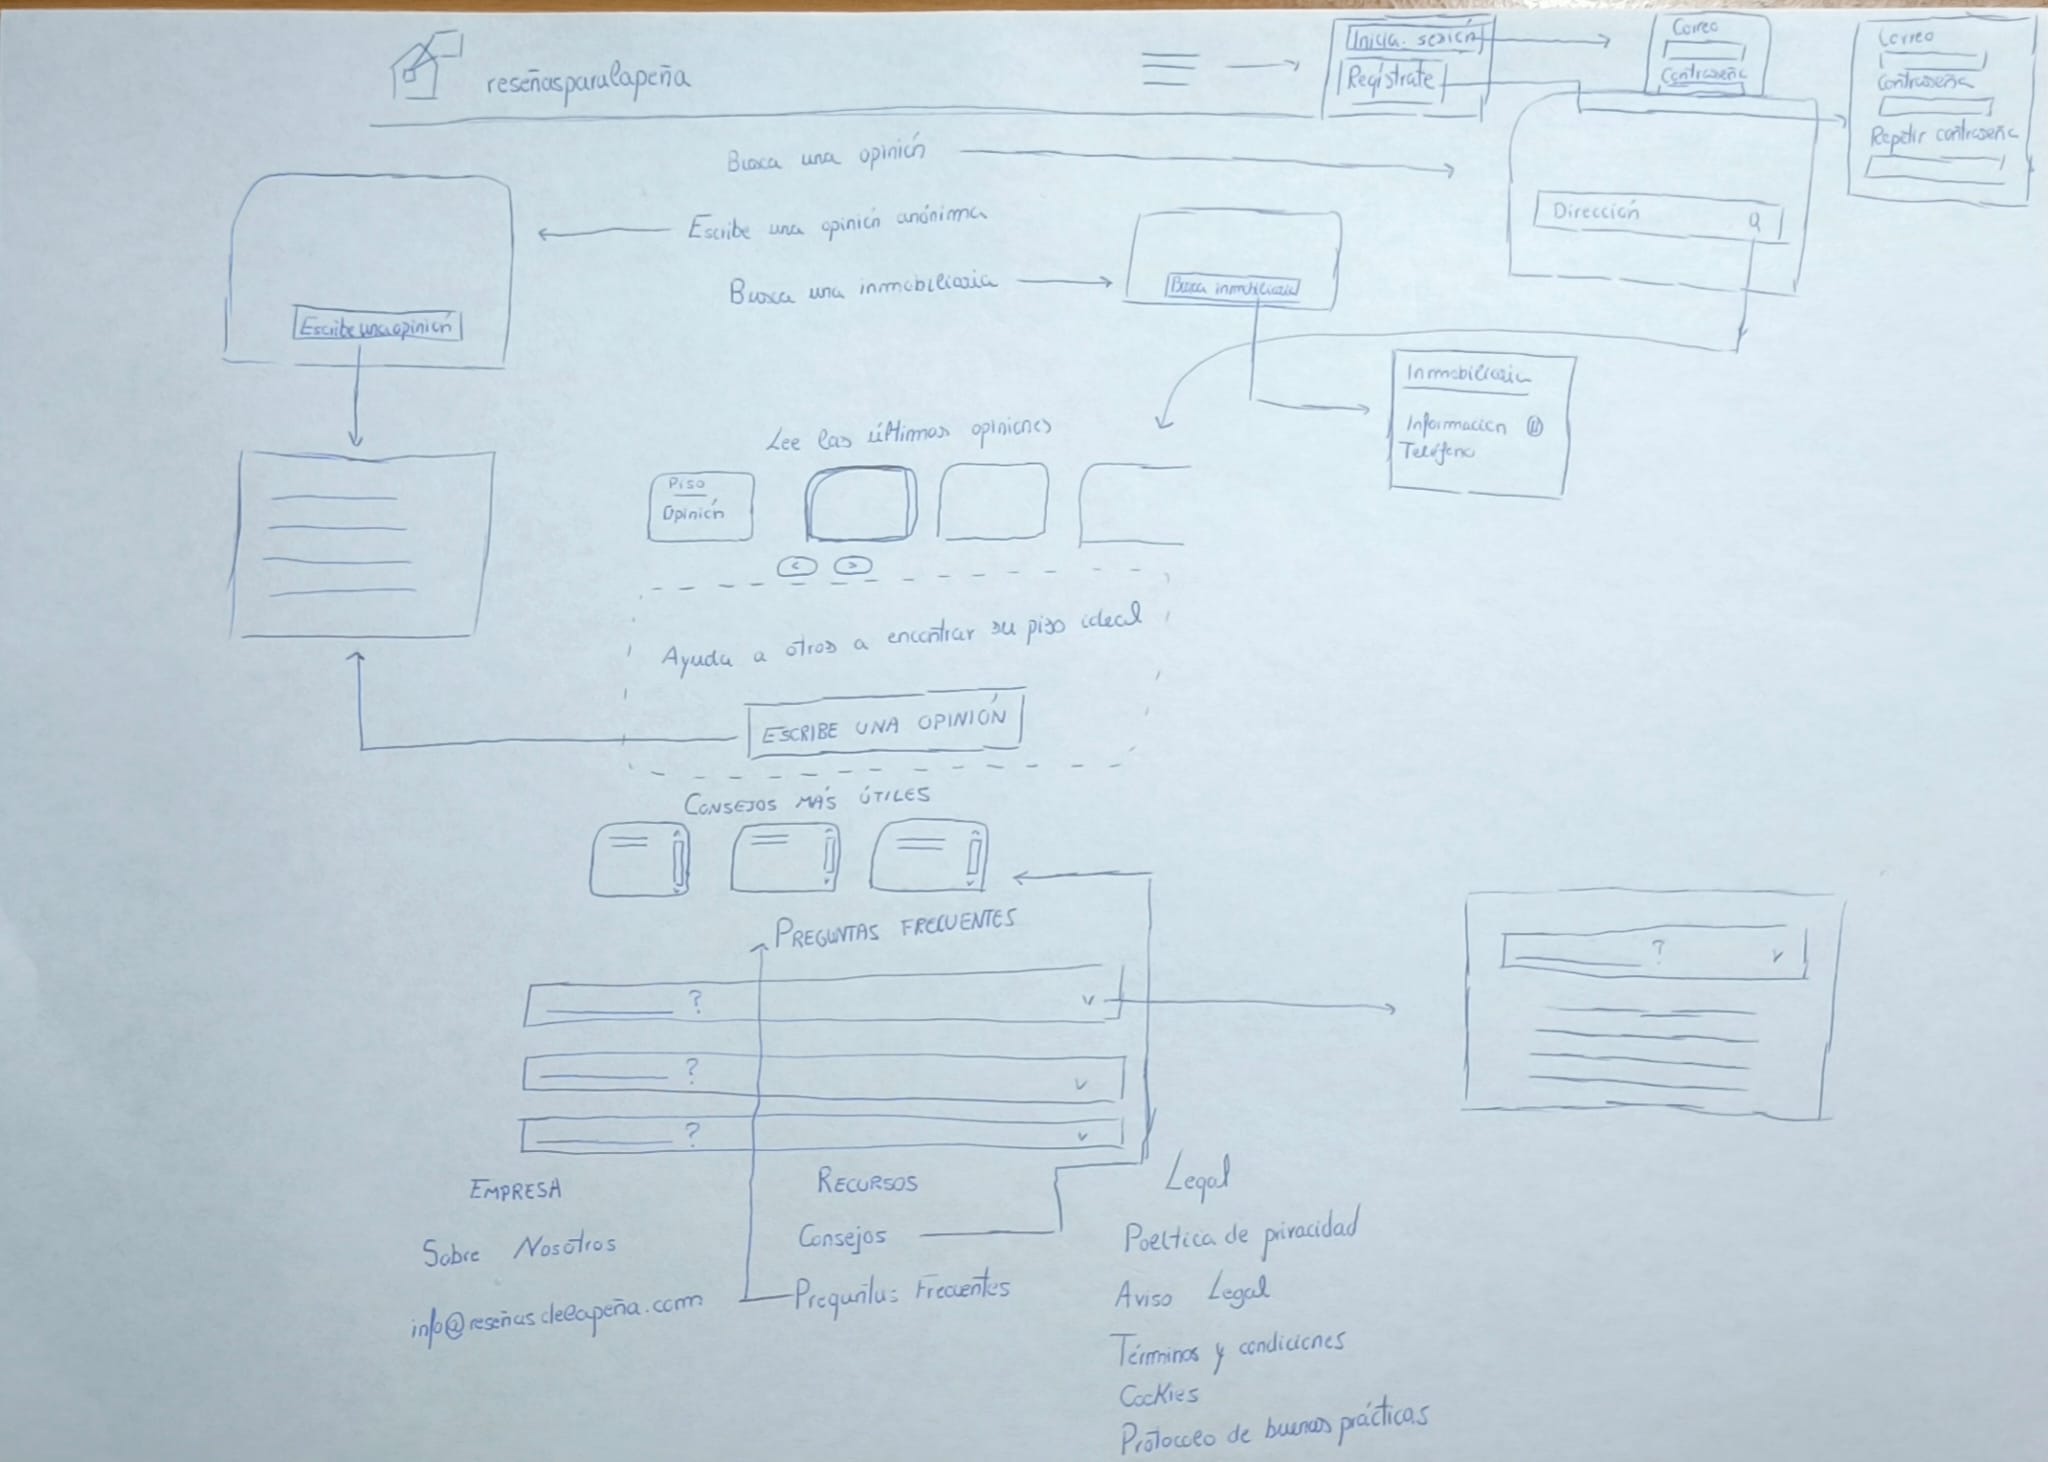 reseñasparalapeña
Inicia sesión
Regístrate
Correo
Contraseña
Correo
Contraseña
Repetir contraseña
Busca una opinión
Escribe una opinión anónima
Busca una inmobiliaria
Dirección
Busca inmobiliaria
Escribe una opinión
Inmobiliaria
Información
Teléfono
Lee las últimas opiniones
Piso
Opinión
< >
Ayuda a otros a encontrar su piso ideal
ESCRIBE UNA OPINIÓN
CONSEJOS MÁS ÚTILES
PREGUNTAS FRECUENTES
?
?
?
?
EMPRESA
Sobre Nosotros
info@reseñasdelapeña.com
RECURSOS
Consejos
Preguntas Frecuentes
Legal
Política de privacidad
Aviso Legal
Términos y condiciones
Cookies
Protocolo de buenas prácticas